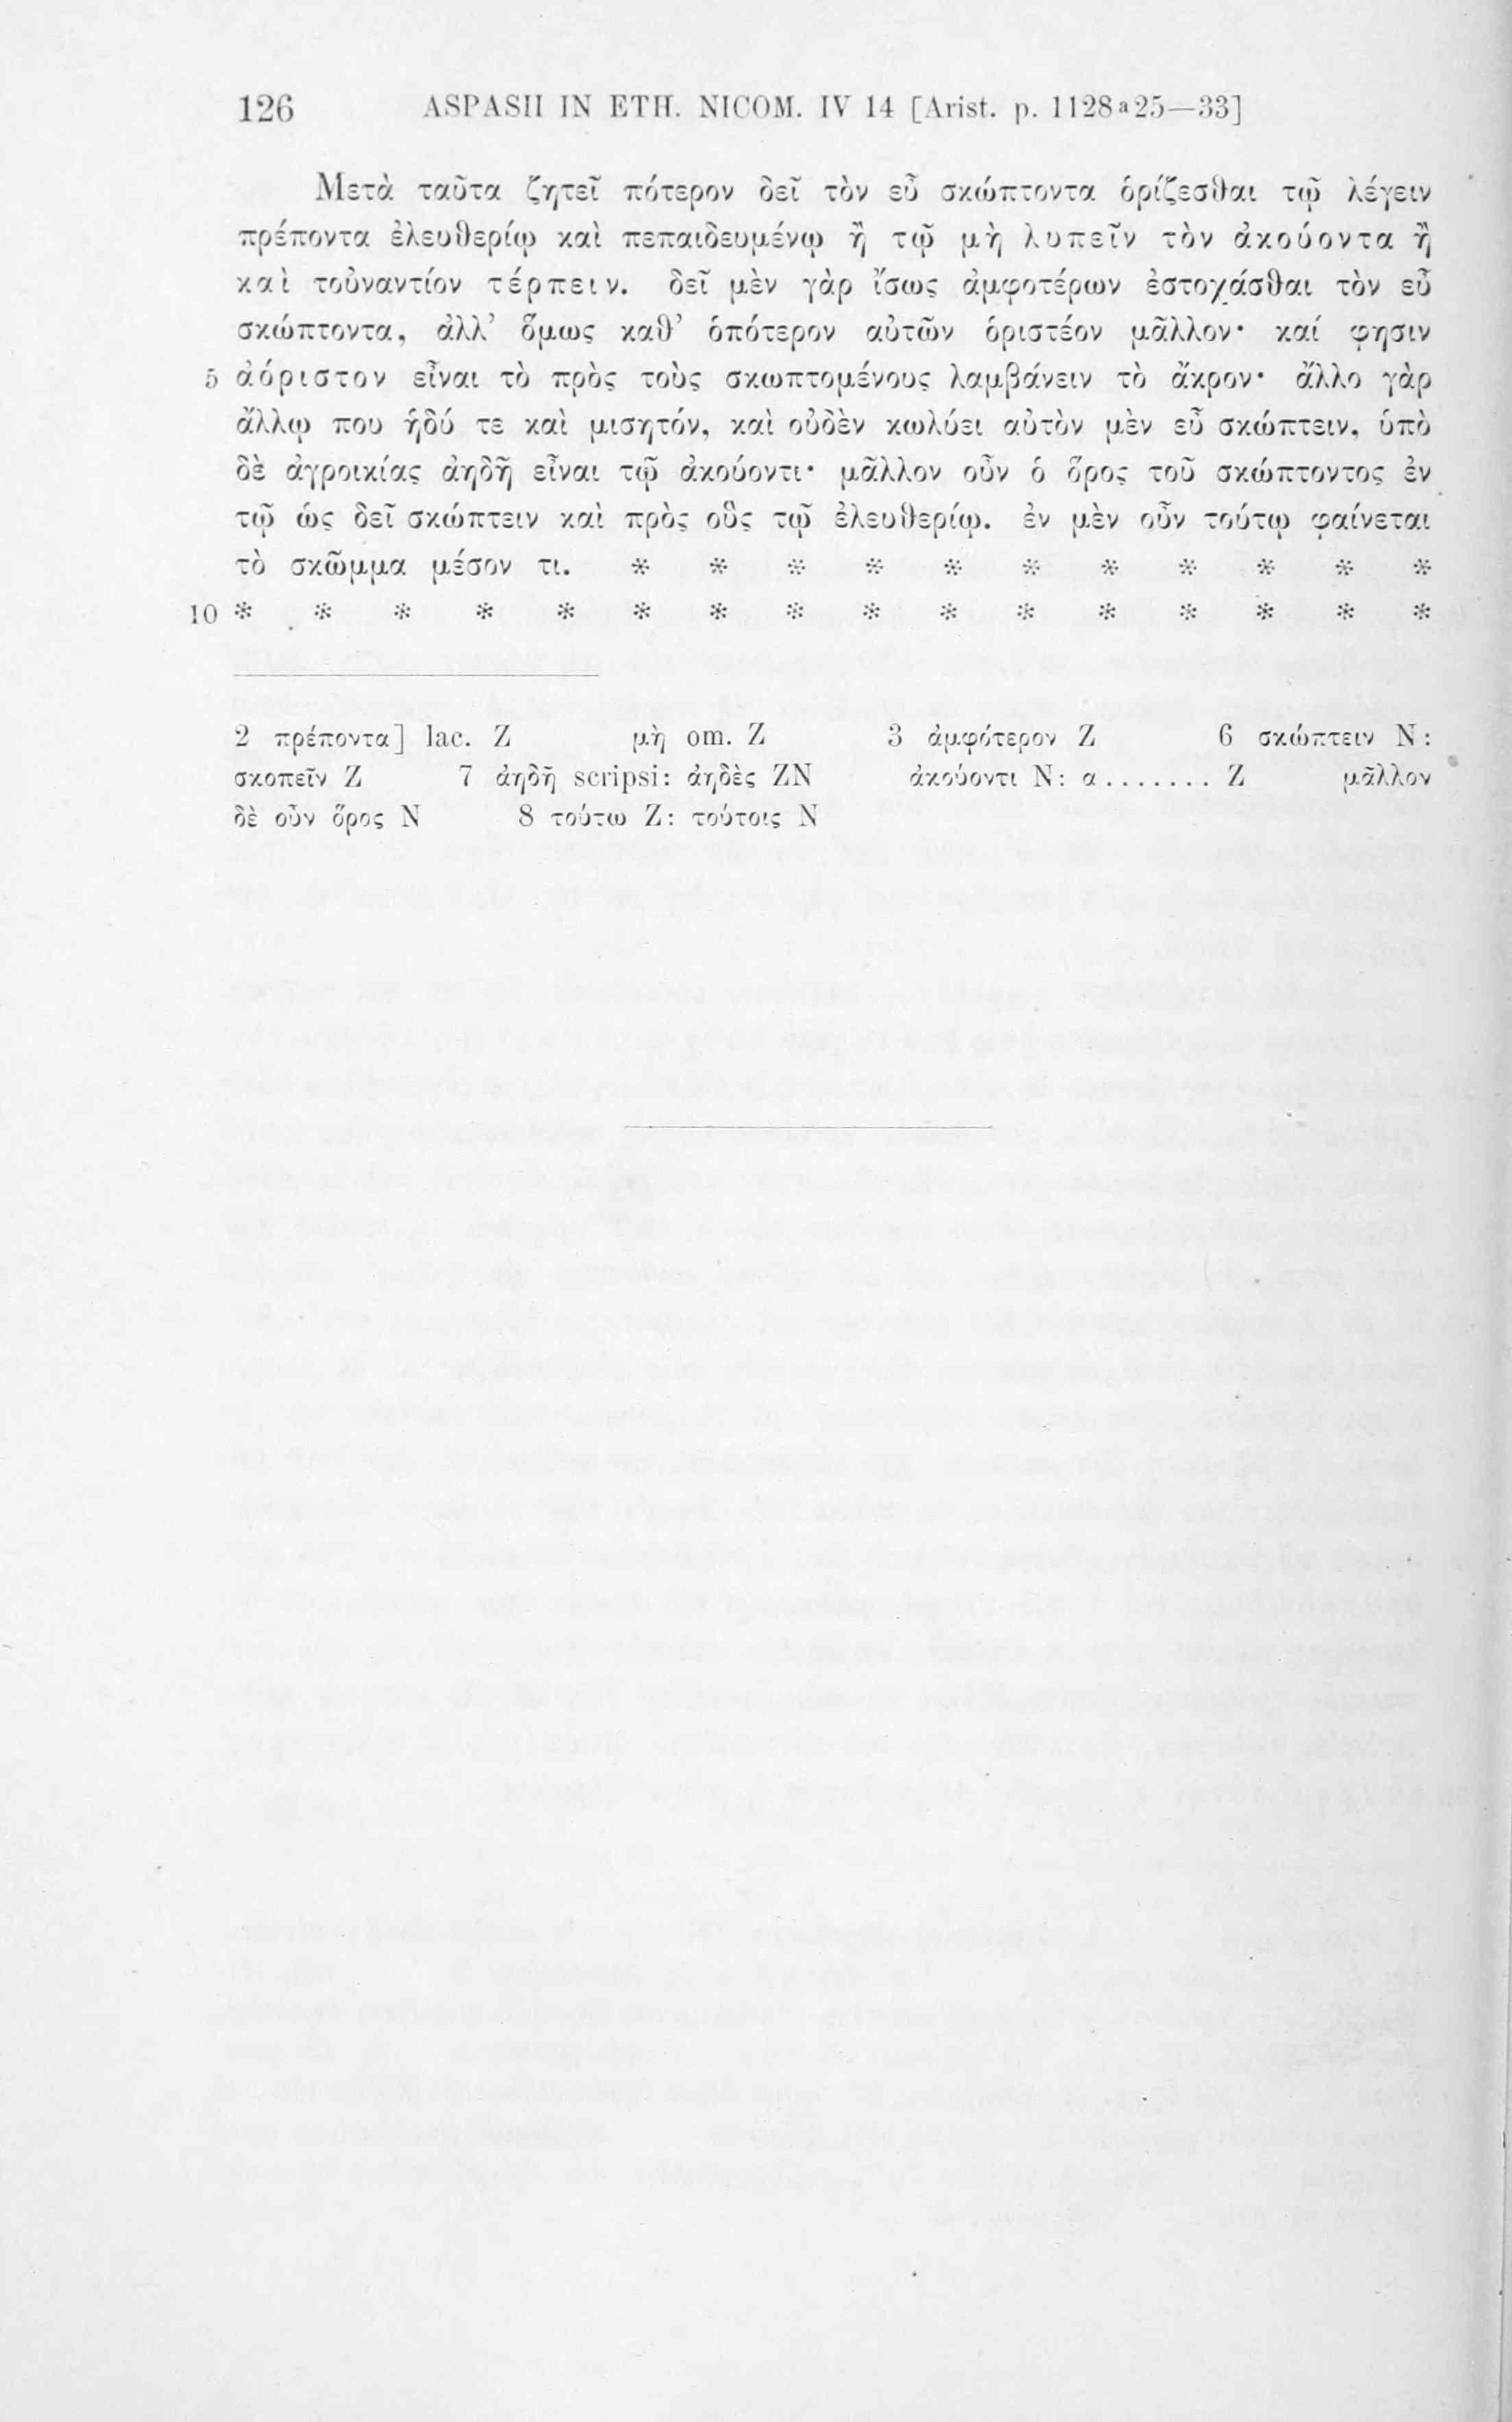 126 ASPASII IN ETH. NICOM. IV 14 [Arist. p. 1128ᵃ25—33]
Μετὰ ταῦτα ζητεῖ πότερον δεῖ τὸν εὖ σκώπτοντα ὁρίζεσθαι τῷ λέγειν
πρέποντα ἐλευθερίῳ καὶ πεπαιδευμένῳ ἢ τῷ μὴ λυπεῖν τὸν ἀκούοντα ἢ
καὶ τοὐναντίον τέρπειν. δεῖ μὲν γὰρ ἴσως ἀμφοτέρων ἐστοχάσθαι τὸν εὖ
σκώπτοντα, ἀλλ’ ὅμως καθ’ ὁπότερον αὐτῶν ὁριστέον μᾶλλον· καί φησιν
5 ἀόριστον εἶναι τὸ πρὸς τοὺς σκωπτομένους λαμβάνειν τὸ ἄκρον· ἄλλο γὰρ
ἄλλῳ που ἡδύ τε καὶ μισητόν, καὶ οὐδὲν κωλύει αὐτὸν μὲν εὖ σκώπτειν, ὑπὸ
δὲ ἀγροικίας ἀηδῆ εἶναι τῷ ἀκούοντι· μᾶλλον οὖν ὁ ὅρος τοῦ σκώπτοντος ἐν
τῷ ὡς δεῖ σκώπτειν καὶ πρὸς οὓς τῷ ἐλευθερίῳ. ἐν μὲν οὖν τούτῳ φαίνεται
τὸ σκῶμμα μέσον τι. * * * * * * * * * * *
10 * * * * * * * * * * * * * * * *
2 πρέποντα] lac. Z μὴ om. Z 3 ἀμφότερον Z 6 σκώπτειν N:
σκοπεῖν Z 7 ἀηδῆ scripsi: ἀηδὲς ZN ἀκούοντι N: α........ Z μᾶλλον
δὲ οὖν ὅρος N 8 τούτω Z: τούτοις N